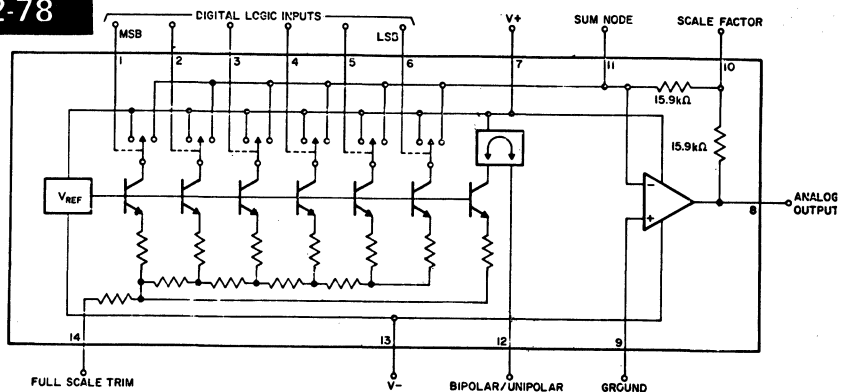 2-78
DIGITAL LOGIC INPUTS
V+
SUM NODE
SCALE FACTOR
MSB
LSB
1
2
3
4
5
6
7
11
10
15.9kΩ
15.9kΩ
VREF
−
+
8
ANALOG
OUTPUT
14
13
12
9
FULL SCALE TRIM
V-
BIPOLAR/UNIPOLAR
GROUND